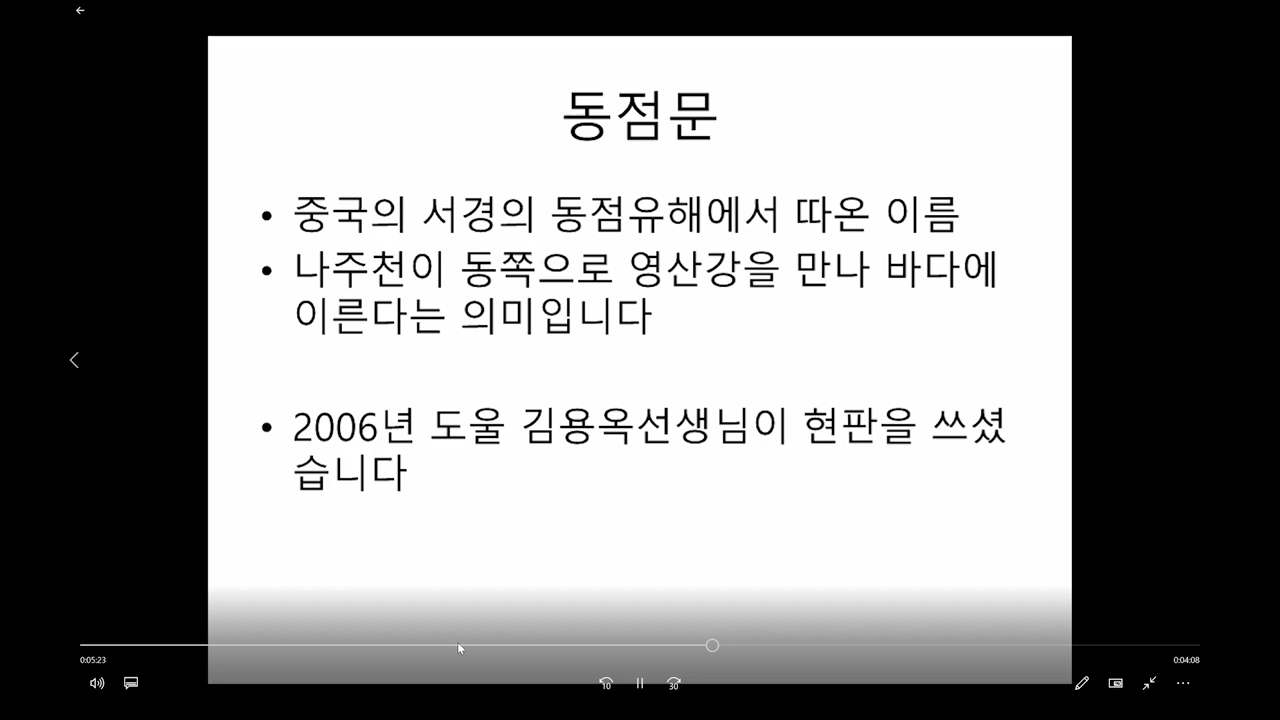 동점문
• 중국의 서경의 동점유해에서 따온 이름
• 나주천이 동쪽으로 영산강을 만나 바다에
이른다는 의미입니다
• 2006년 도울 김용옥선생님이 현판을 쓰셨
습니다
0:05:23
0:04:08
10
30